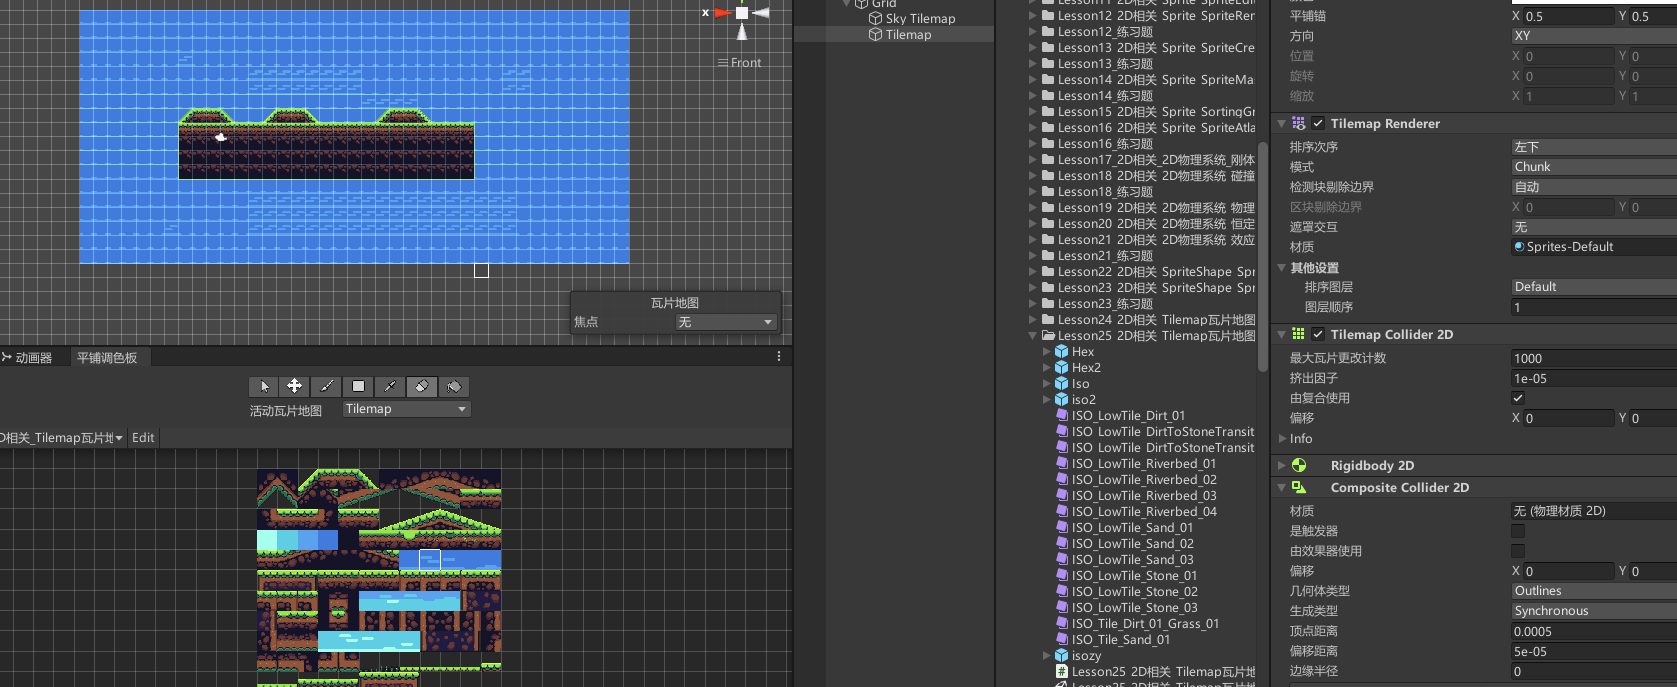 x
Front
瓦片地图
焦点
无
动画器
平铺调色板
活动瓦片地图
Tilemap
D相关_Tilemap瓦片地
Edit
Grid
Sky Tilemap
Tilemap
Lesson11 2D相关 Sprite SpriteEdi
Lesson12 2D相关 Sprite SpriteRer
Lesson12_练习题
Lesson13 2D相关 Sprite SpriteCre
Lesson13_练习题
Lesson14 2D相关 Sprite SpriteMa
Lesson14_练习题
Lesson15 2D相关 Sprite SortingGr
Lesson16 2D相关 Sprite SpriteAtla
Lesson16_练习题
Lesson17_2D相关_2D物理系统_刚体
Lesson18 2D相关 2D物理系统 碰撞
Lesson18_练习题
Lesson19 2D相关 2D物理系统 物理
Lesson20 2D相关 2D物理系统 恒定
Lesson21 2D相关 2D物理系统 效应
Lesson21_练习题
Lesson22 2D相关 SpriteShape Spr
Lesson23 2D相关 SpriteShape Spr
Lesson23_练习题
Lesson24 2D相关 Tilemap瓦片地图
Lesson25 2D相关 Tilemap瓦片地图
Hex
Hex2
Iso
iso2
ISO_LowTile_Dirt_01
ISO_LowTile_DirtToStoneTransit
ISO_LowTile_DirtToStoneTransit
ISO_LowTile_Riverbed_01
ISO_LowTile_Riverbed_02
ISO_LowTile_Riverbed_03
ISO_LowTile_Riverbed_04
ISO_LowTile_Sand_01
ISO_LowTile_Sand_02
ISO_LowTile_Sand_03
ISO_LowTile_Stone_01
ISO_LowTile_Stone_02
ISO_LowTile_Stone_03
ISO_Tile_Dirt_01_Grass_01
ISO_Tile_Sand_01
isozy
Lesson25 2D相关 Tilemap瓦片地
Lesson25 2D相关 Tilemap瓦片地
平铺锚 X 0.5 Y 0.5
方向 XY
位置 X 0 Y 0
旋转 X 0 Y 0
缩放 X 1 Y 1
Tilemap Renderer
排序次序 左下
模式 Chunk
检测块剔除边界 自动
区块剔除边界 X 0 Y 0
遮罩交互 无
材质 Sprites-Default
其他设置
排序图层 Default
图层顺序 1
Tilemap Collider 2D
最大瓦片更改计数 1000
挤出因子 1e-05
由复合使用
偏移 X 0 Y 0
Info
Rigidbody 2D
Composite Collider 2D
材质 无 (物理材质 2D)
是触发器
由效果器使用
偏移 X 0 Y 0
几何体类型 Outlines
生成类型 Synchronous
顶点距离 0.0005
偏移距离 5e-05
边缘半径 0